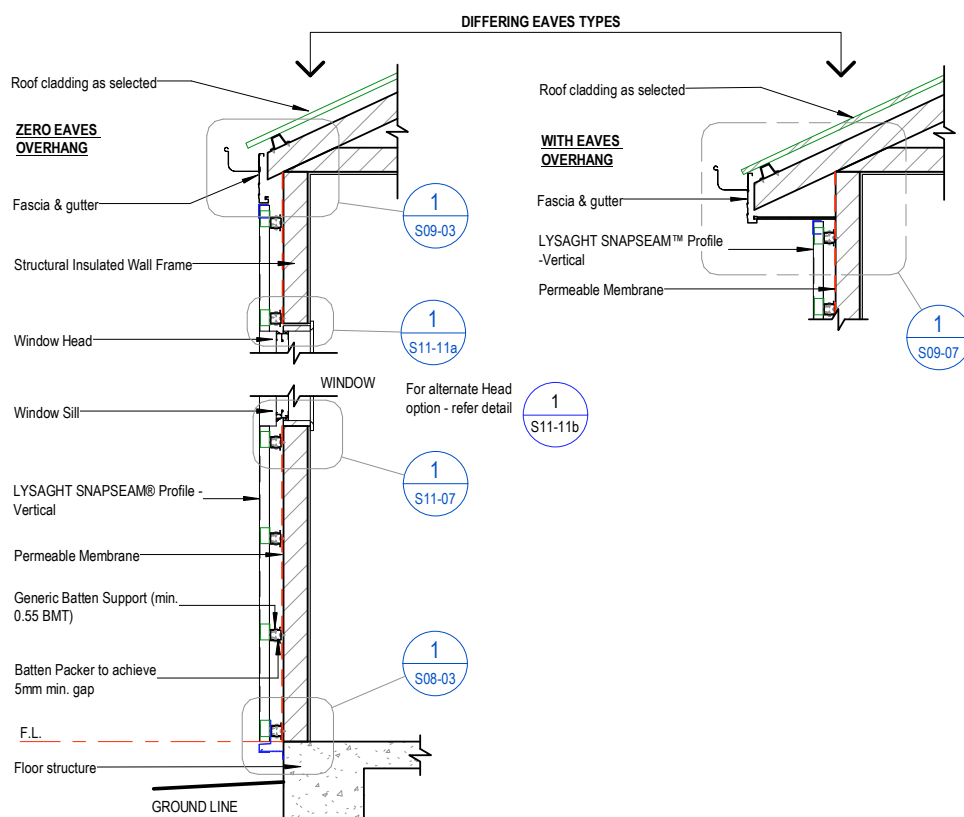 DIFFERING EAVES TYPES
Roof cladding as selected
ZERO EAVES
OVERHANG
Fascia & gutter
1
S09-03
Structural Insulated Wall Frame
1
S11-11a
Window Head
WINDOW
Window Sill
For alternate Head
option - refer detail
1
S11-11b
1
S11-07
LYSAGHT SNAPSEAM® Profile -
Vertical
Permeable Membrane
Generic Batten Support (min.
0.55 BMT)
Batten Packer to achieve
5mm min. gap
1
S08-03
F.L.
Floor structure
GROUND LINE
Roof cladding as selected
WITH EAVES
OVERHANG
Fascia & gutter
LYSAGHT SNAPSEAM™ Profile
-Vertical
Permeable Membrane
1
S09-07